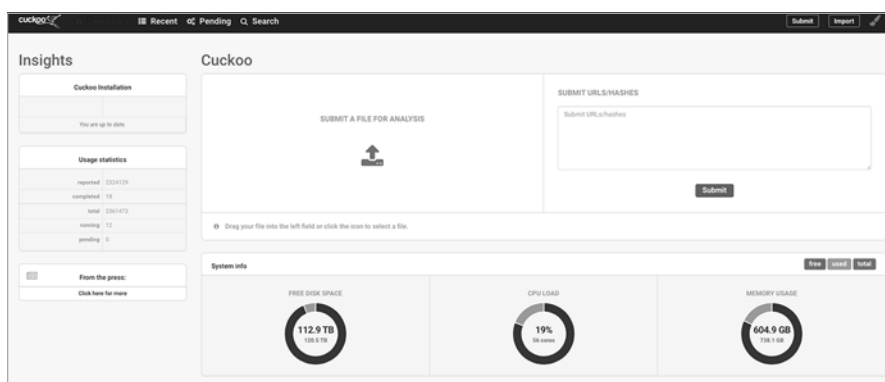 cuckoo
Recent
Pending
Search
Submit
Import
Insights
Cuckoo Installation
You are up to date.
Usage statistics
reported 2324129
completed 14
total 2361473
running 12
pending 0
From the press:
Click here for more
Cuckoo
SUBMIT A FILE FOR ANALYSIS
SUBMIT URLS/HASHES
Submit URLs/hashes
Submit
Drag your file into the left field or click the icon to select a file.
System info
free used total
FREE DISK SPACE
112.9 TB
120.5 TB
CPU LOAD
19%
56 cores
MEMORY USAGE
604.9 GB
738.1 GB